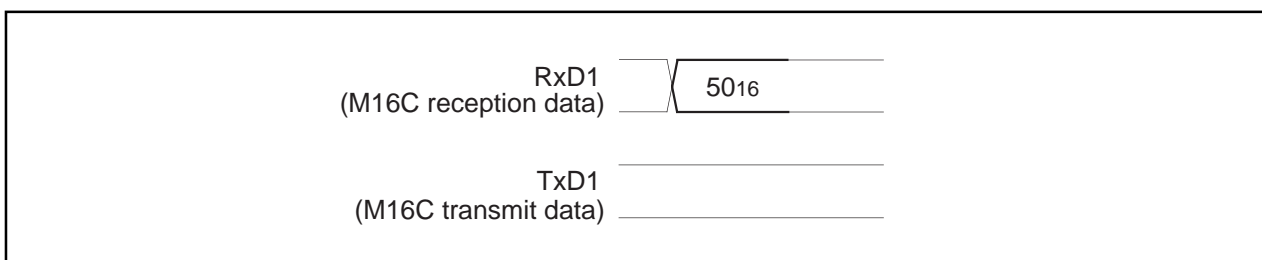 RxD1
(M16C reception data)
5016
TxD1
(M16C transmit data)